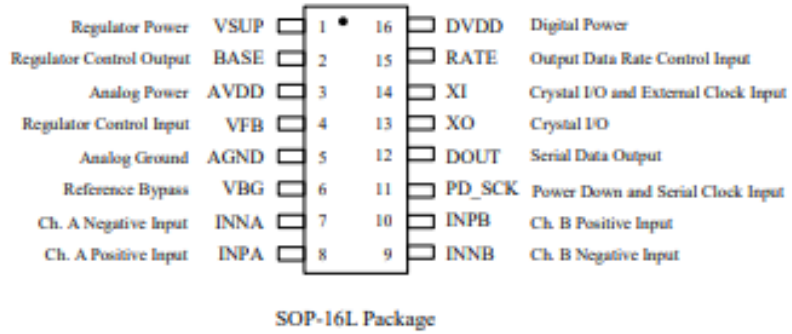 Regulator Power VSUP 1 16 DVDD Digital Power
Regulator Control Output BASE 2 15 RATE Output Data Rate Control Input
Analog Power AVDD 3 14 XI Crystal I/O and External Clock Input
Regulator Control Input VFB 4 13 XO Crystal I/O
Analog Ground AGND 5 12 DOUT Serial Data Output
Reference Bypass VBG 6 11 PD_SCK Power Down and Serial Clock Input
Ch. A Negative Input INNA 7 10 INPB Ch. B Positive Input
Ch. A Positive Input INPA 8 9 INNB Ch. B Negative Input
SOP-16L Package